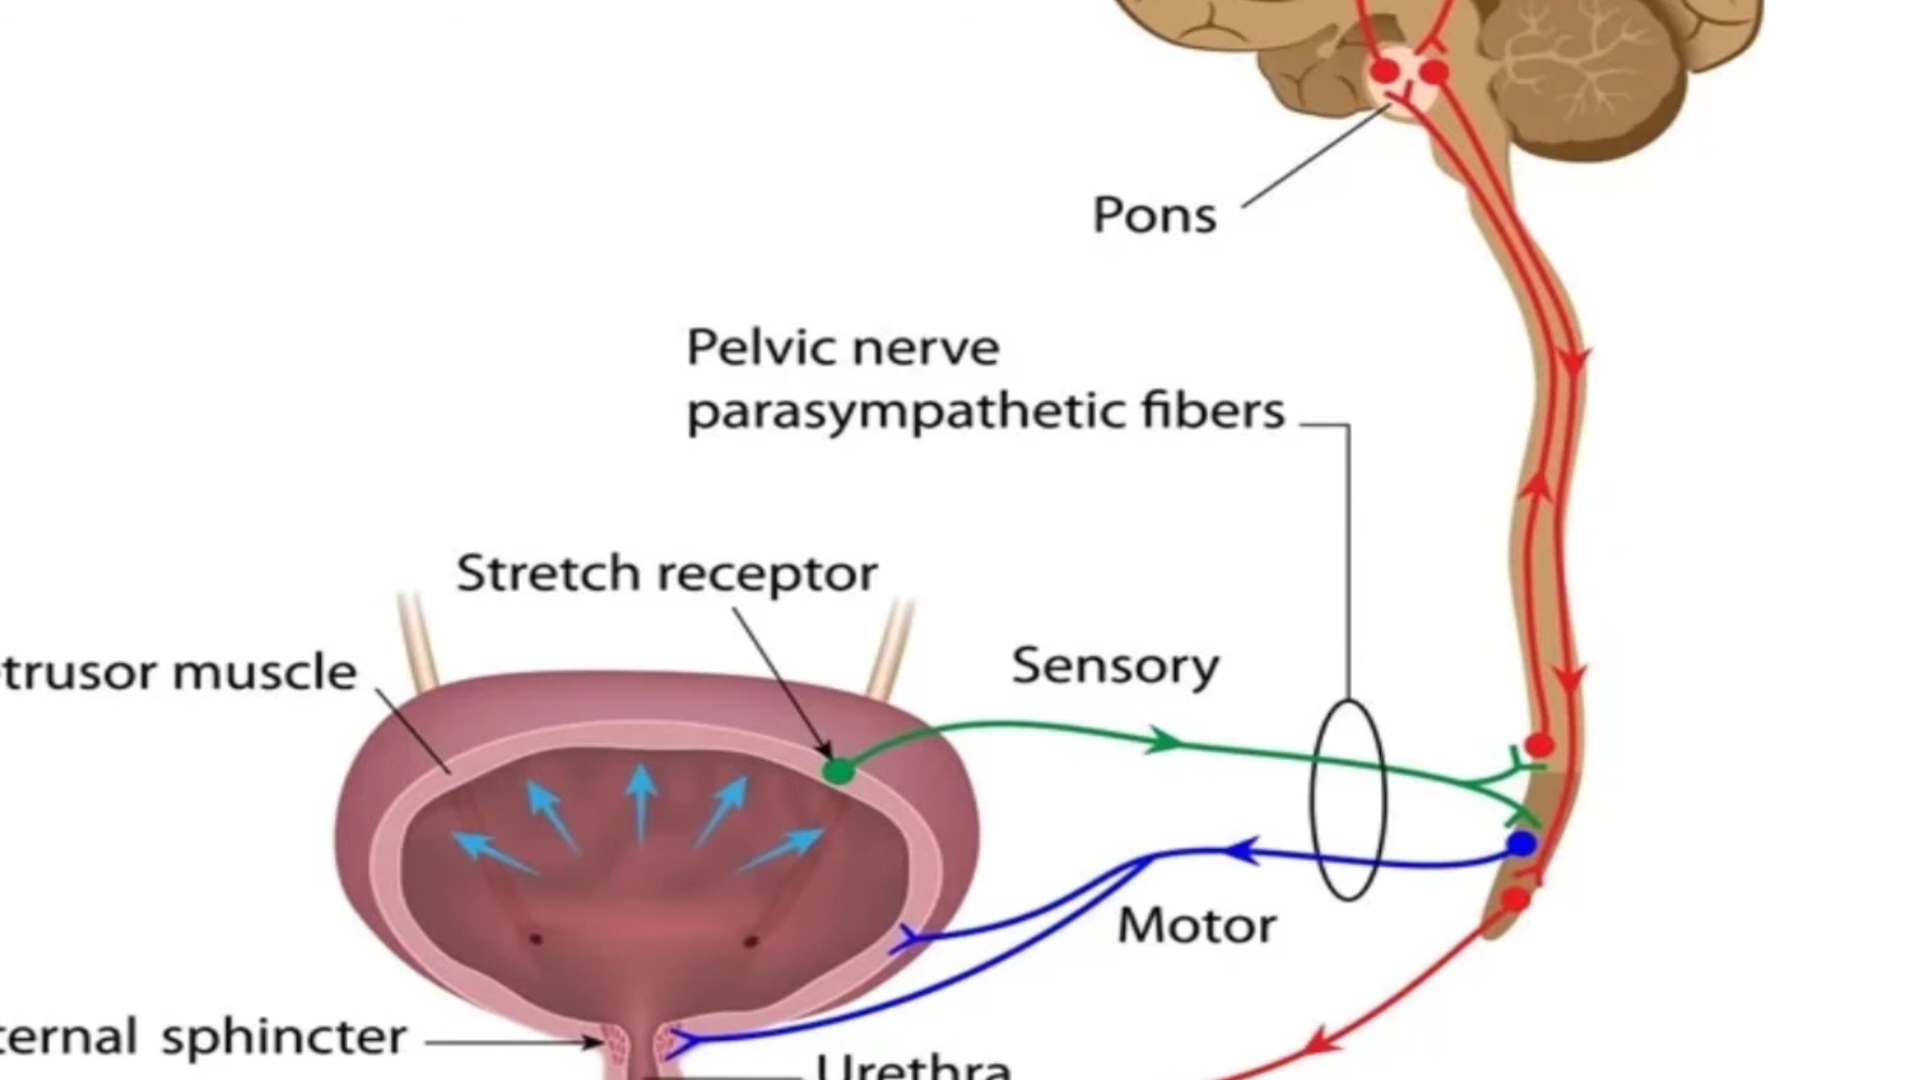 Pons
Pelvic nerve
parasympathetic fibers
Stretch receptor
Sensory
trusor muscle
Motor
ternal sphincter
Urethra